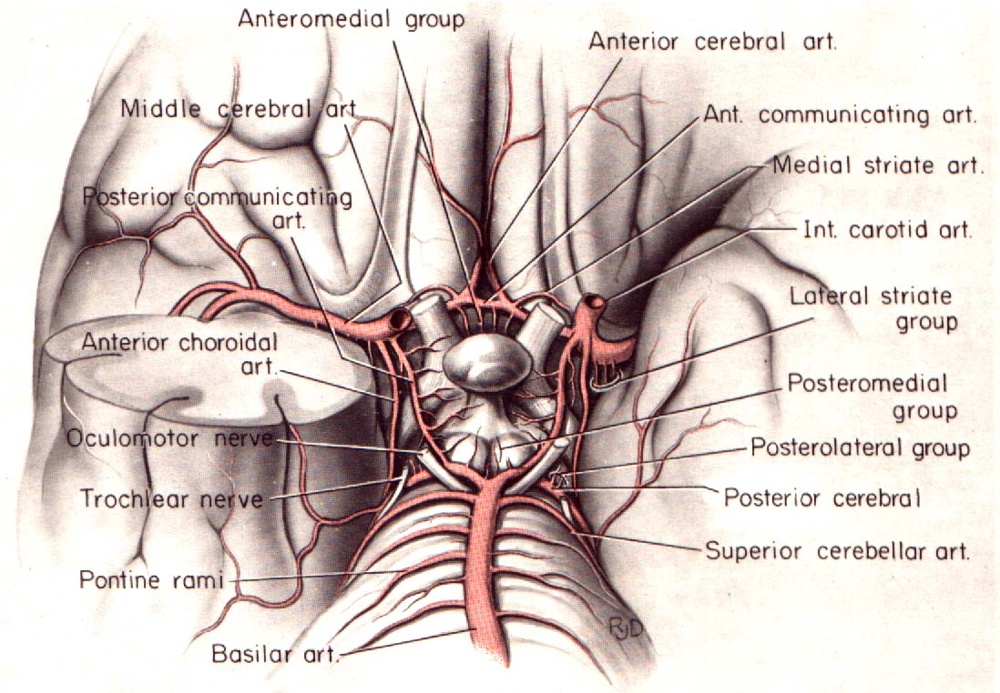 Anteromedial group
Anterior cerebral art.
Middle cerebral art
Ant. communicating art.
Medial striate art.
Posterior communicating
art.
Int. carotid art.
Lateral striate
group
Anterior choroidal
art.
Posteromedial
group
Oculomotor nerve
Posterolateral group
Trochlear nerve
Posterior cerebral
Superior cerebellar art.
Pontine rami
RJD
Basilar art.